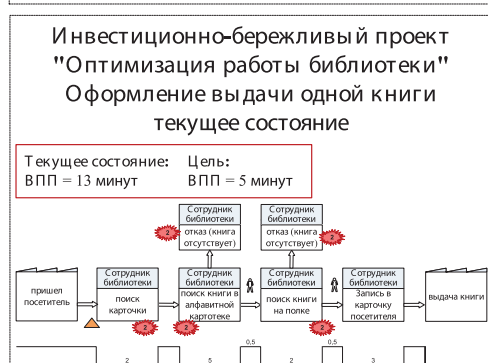 Инвестиционно-бережливый проект
"Оптимизация работы библиотеки"
Оформление выдачи одной книги
текущее состояние
Текущее состояние: Цель:
ВПП = 13 минут ВПП = 5 минут
Сотрудник
библиотеки
отказ (книга
отсутствует)
2
Сотрудник
библиотеки
отказ (книга
отсутствует)
2
пришел
посетитель
Сотрудник
библиотеки
поиск
карточки
2
Сотрудник
библиотеки
поиск книги в
алфавитной
картотеке
2
Сотрудник
библиотеки
поиск книги
на полке
2
Сотрудник
библиотеки
Запись в
карточку
посетителя
выдача книги
2 5 0,5 2 0,5 3